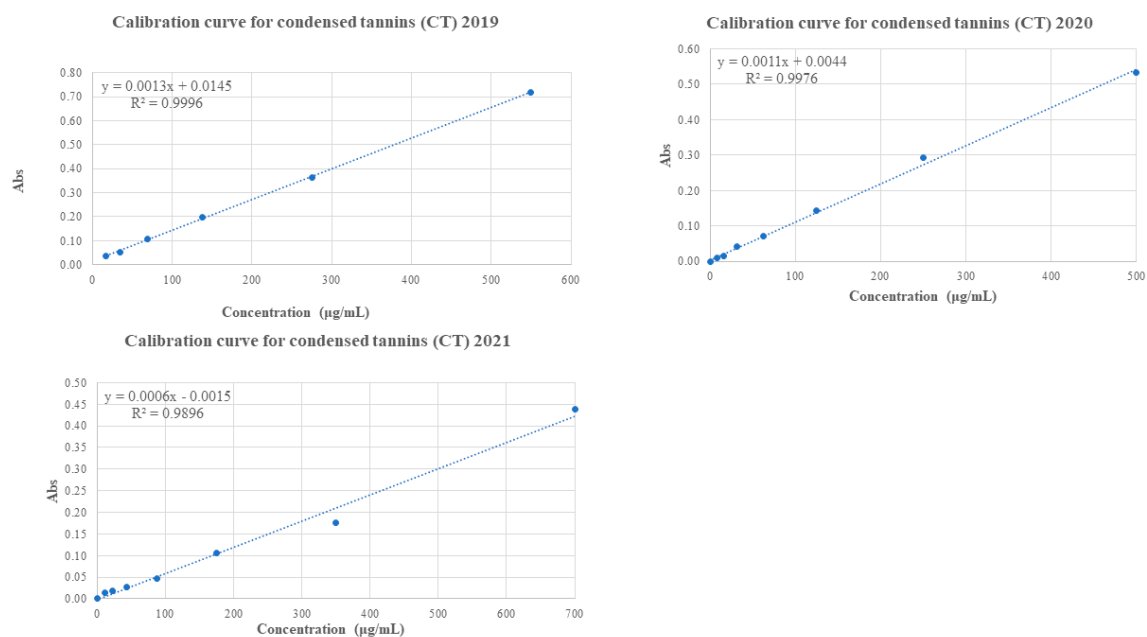 Calibration curve for condensed tannins (CT) 2019
y = 0.0013x + 0.0145
R² = 0.9996
0.80
0.70
0.60
0.50
0.40
0.30
0.20
0.10
0.00
Abs
0 100 200 300 400 500 600
Concentration (µg/mL)
Calibration curve for condensed tannins (CT) 2020
y = 0.0011x + 0.0044
R² = 0.9976
0.60
0.50
0.40
0.30
0.20
0.10
0.00
Abs
0 100 200 300 400 500
Concentration (µg/mL)
Calibration curve for condensed tannins (CT) 2021
y = 0.0006x - 0.0015
R² = 0.9896
0.50
0.45
0.40
0.35
0.30
0.25
0.20
0.15
0.10
0.05
0.00
Abs
0 100 200 300 400 500 600 700
Concentration (µg/mL)